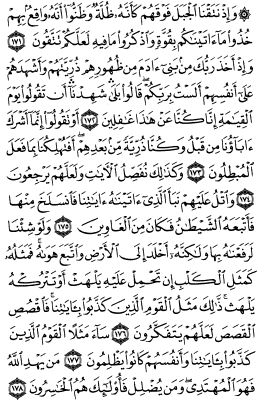 ۞ وَإِذْ نَتَقْنَا ٱلْجَبَلَ فَوْقَهُمْ كَأَنَّهُۥ ظُلَّةٌ وَظَنُّوٓا۟ أَنَّهُۥ وَاقِعٌۢ بِهِمْ
خُذُوا۟ مَآ ءَاتَيْنَـٰكُم بِقُوَّةٍ وَٱذْكُرُوا۟ مَا فِيهِ لَعَلَّكُمْ تَتَّقُونَ ١٧١
وَإِذْ أَخَذَ رَبُّكَ مِنۢ بَنِىٓ ءَادَمَ مِن ظُهُورِهِمْ ذُرِّيَّتَهُمْ وَأَشْهَدَهُمْ
عَلَىٰٓ أَنفُسِهِمْ أَلَسْتُ بِرَبِّكُمْ ۖ قَالُوا۟ بَلَىٰ ۛ شَهِدْنَآ ۛ أَن تَقُولُوا۟ يَوْمَ
ٱلْقِيَـٰمَةِ إِنَّا كُنَّا عَنْ هَـٰذَا غَـٰفِلِينَ ١٧٢ أَوْ تَقُولُوٓا۟ إِنَّمَآ أَشْرَكَ
ءَابَآؤُنَا مِن قَبْلُ وَكُنَّا ذُرِّيَّةً مِّنۢ بَعْدِهِمْ ۖ أَفَتُهْلِكُنَا بِمَا فَعَلَ
ٱلْمُبْطِلُونَ ١٧٣ وَكَذَٰلِكَ نُفَصِّلُ ٱلْـَٔايَـٰتِ وَلَعَلَّهُمْ يَرْجِعُونَ
١٧٤ وَٱتْلُ عَلَيْهِمْ نَبَأَ ٱلَّذِىٓ ءَاتَيْنَـٰهُ ءَايَـٰتِنَا فَٱنسَلَخَ مِنْهَا
فَأَتْبَعَهُ ٱلشَّيْطَـٰنُ فَكَانَ مِنَ ٱلْغَاوِينَ ١٧٥ وَلَوْ شِئْنَا
لَرَفَعْنَـٰهُ بِهَا وَلَـٰكِنَّهُۥٓ أَخْلَدَ إِلَى ٱلْأَرْضِ وَٱتَّبَعَ هَوَىٰهُ ۚ فَمَثَلُهُۥ
كَمَثَلِ ٱلْكَلْبِ إِن تَحْمِلْ عَلَيْهِ يَلْهَثْ أَوْ تَتْرُكْهُ
يَلْهَث ۚ ذَّٰلِكَ مَثَلُ ٱلْقَوْمِ ٱلَّذِينَ كَذَّبُوا۟ بِـَٔايَـٰتِنَا ۚ فَٱقْصُصِ
ٱلْقَصَصَ لَعَلَّهُمْ يَتَفَكَّرُونَ ١٧٦ سَآءَ مَثَلًا ٱلْقَوْمُ ٱلَّذِينَ
كَذَّبُوا۟ بِـَٔايَـٰتِنَا وَأَنفُسَهُمْ كَانُوا۟ يَظْلِمُونَ ١٧٧ مَن يَهْدِ ٱللَّهُ
فَهُوَ ٱلْمُهْتَدِى ۖ وَمَن يُضْلِلْ فَأُو۟لَـٰٓئِكَ هُمُ ٱلْخَـٰسِرُونَ ١٧٨